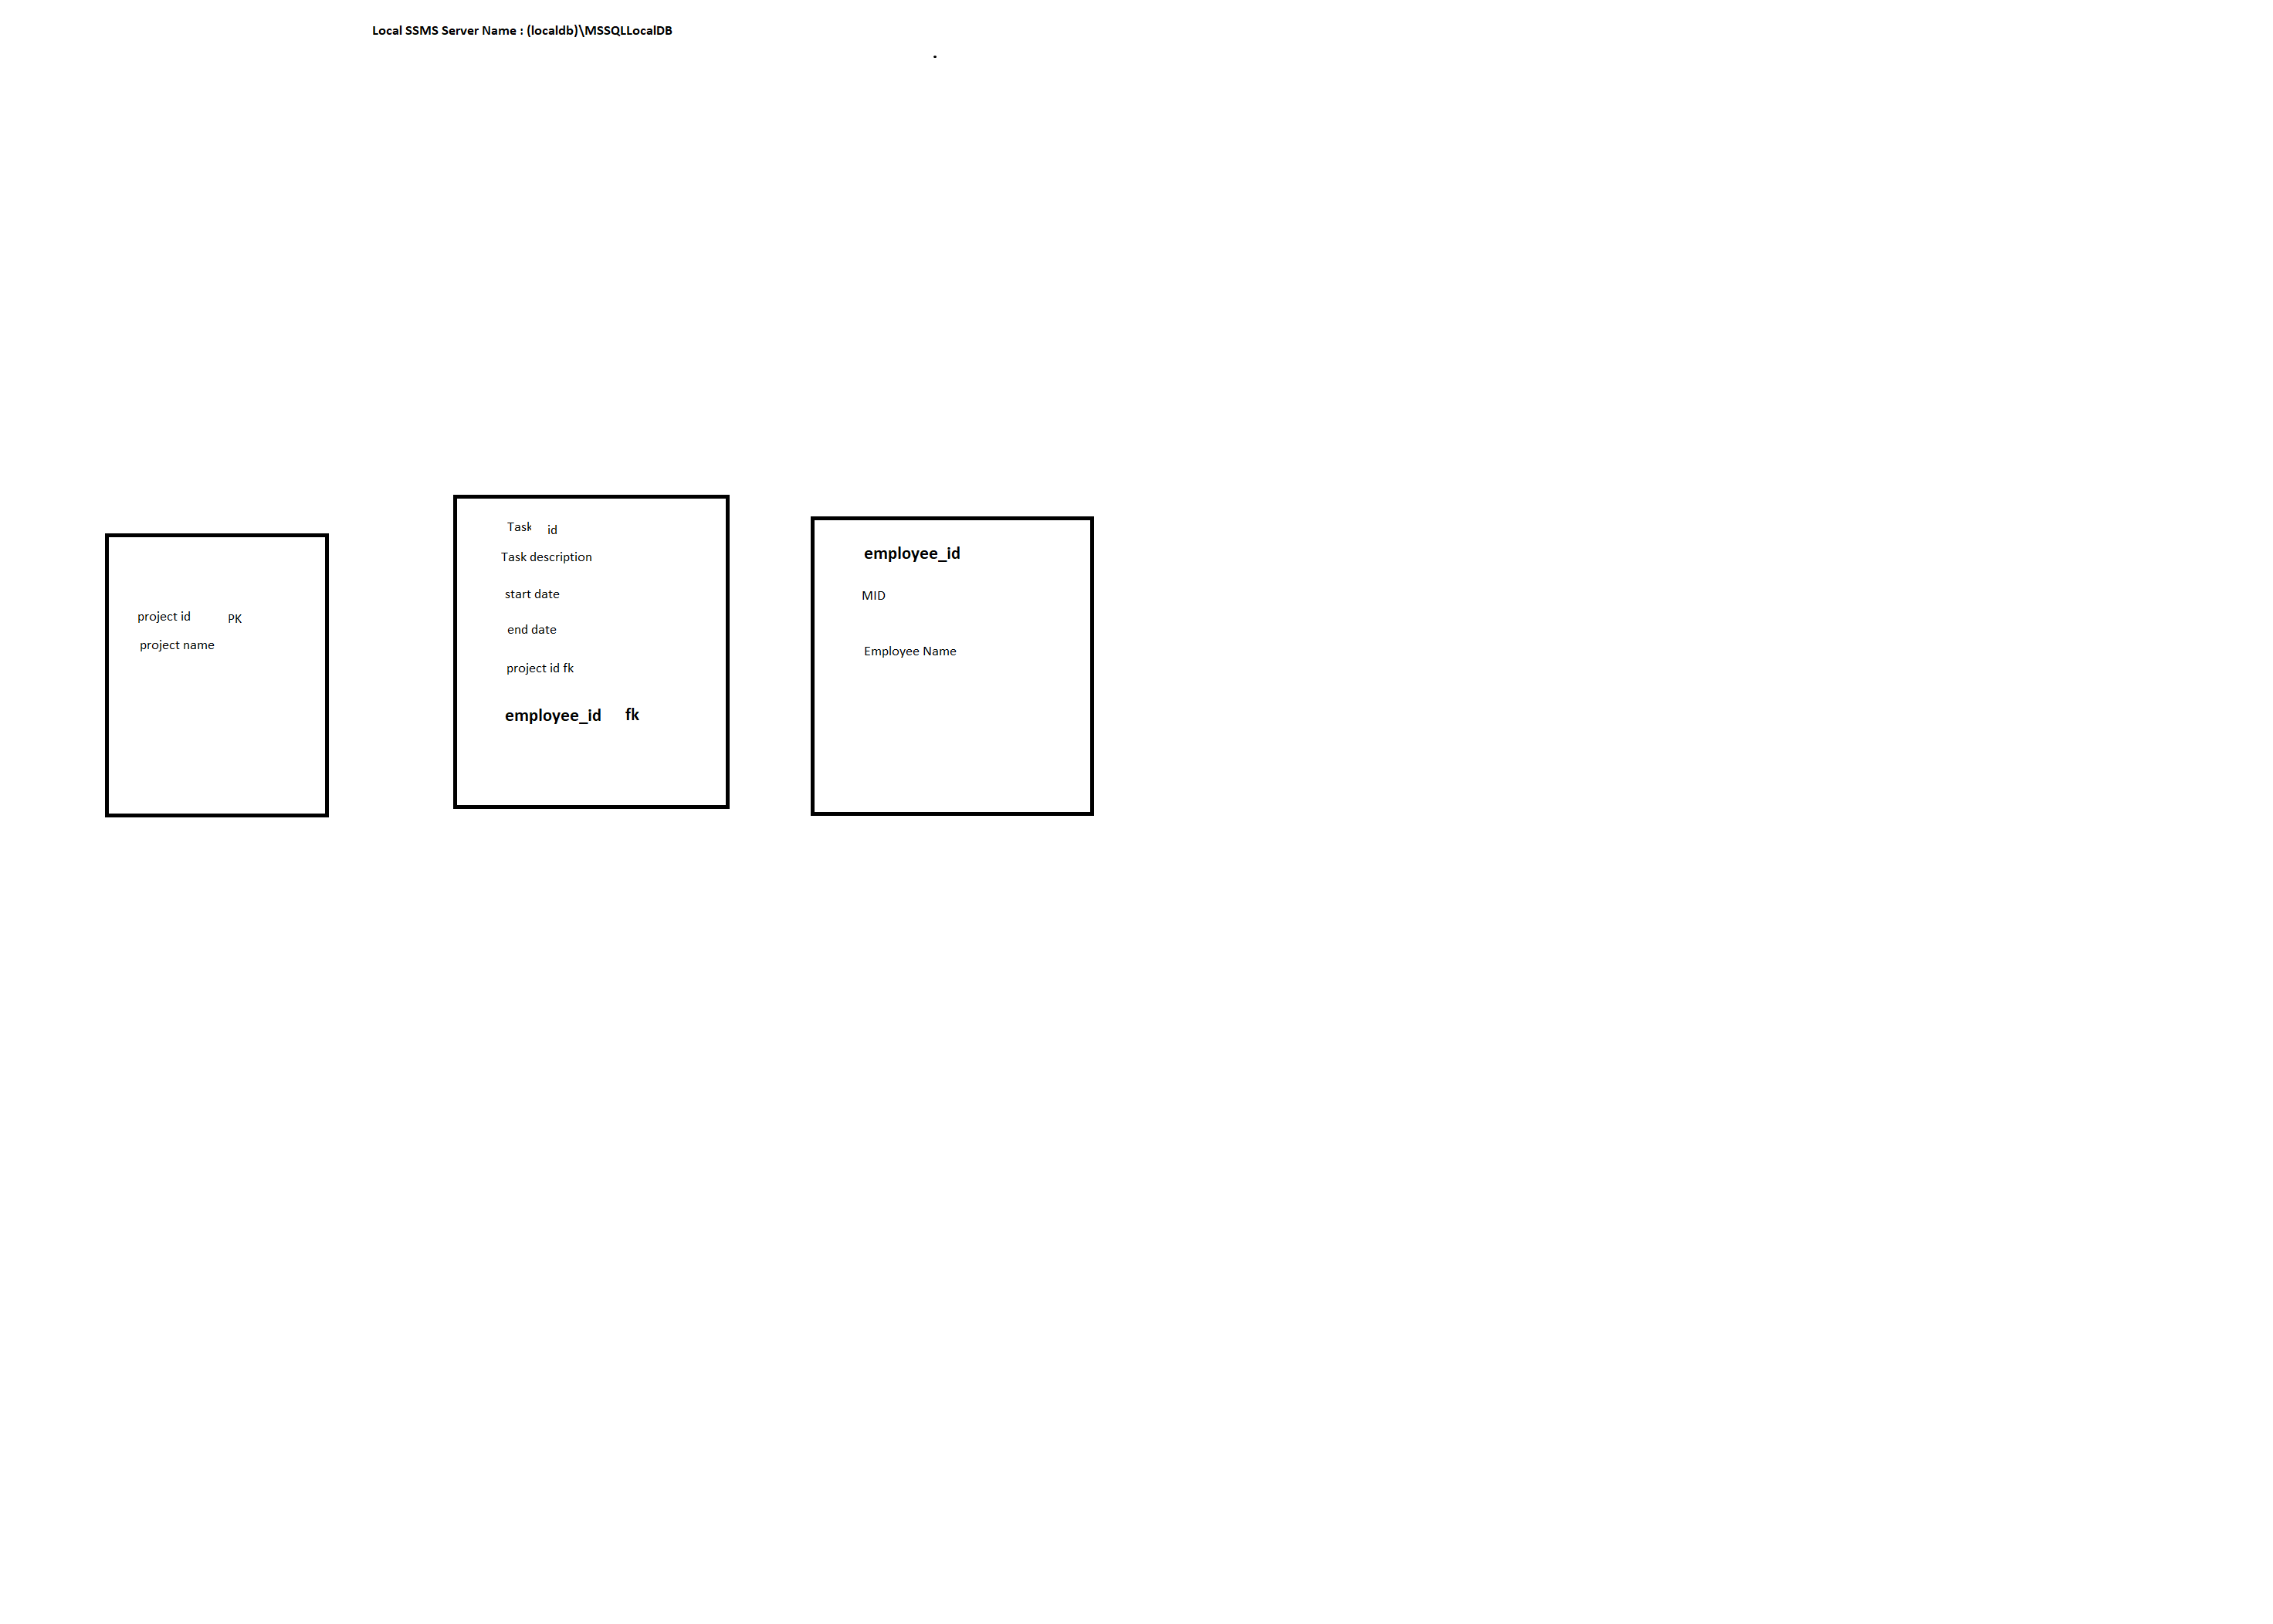 Local SSMS Server Name : (localdb)\MSSQLLocalDB
project id PK
project name
Task id
Task description
start date
end date
project id fk
employee_id fk
employee_id
MID
Employee Name